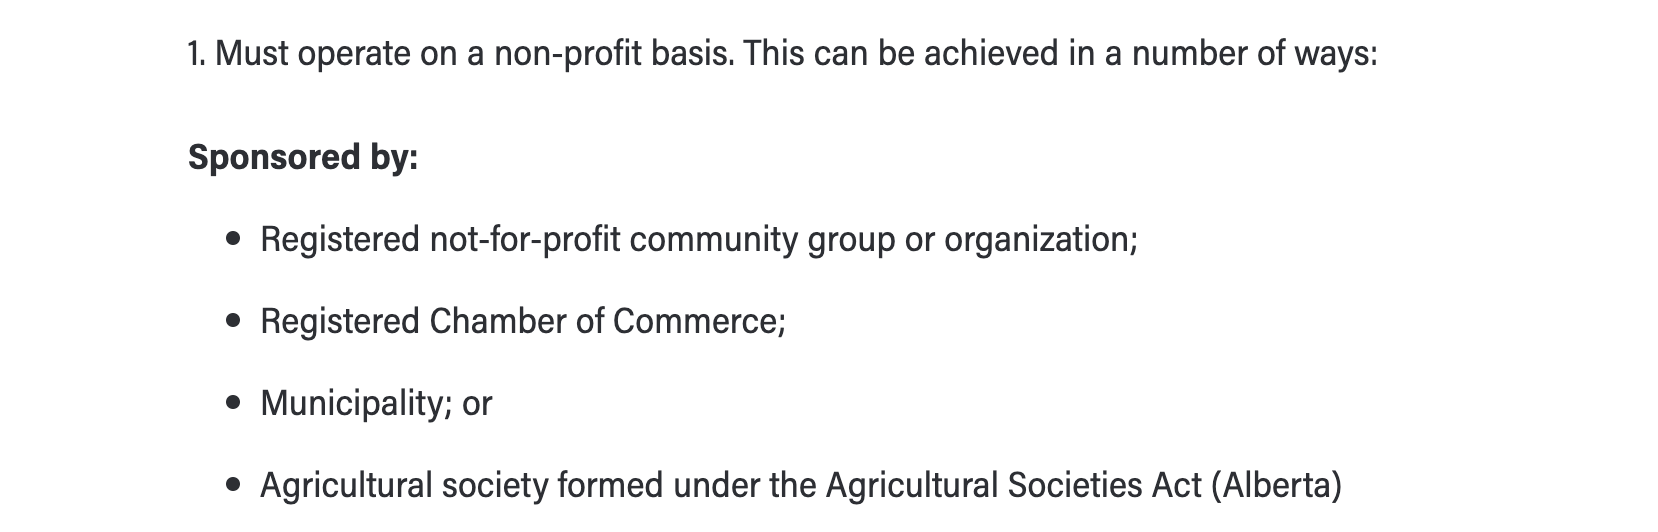 1. Must operate on a non-profit basis. This can be achieved in a number of ways:
Sponsored by:
• Registered not-for-profit community group or organization;
• Registered Chamber of Commerce;
• Municipality; or
• Agricultural society formed under the Agricultural Societies Act (Alberta)